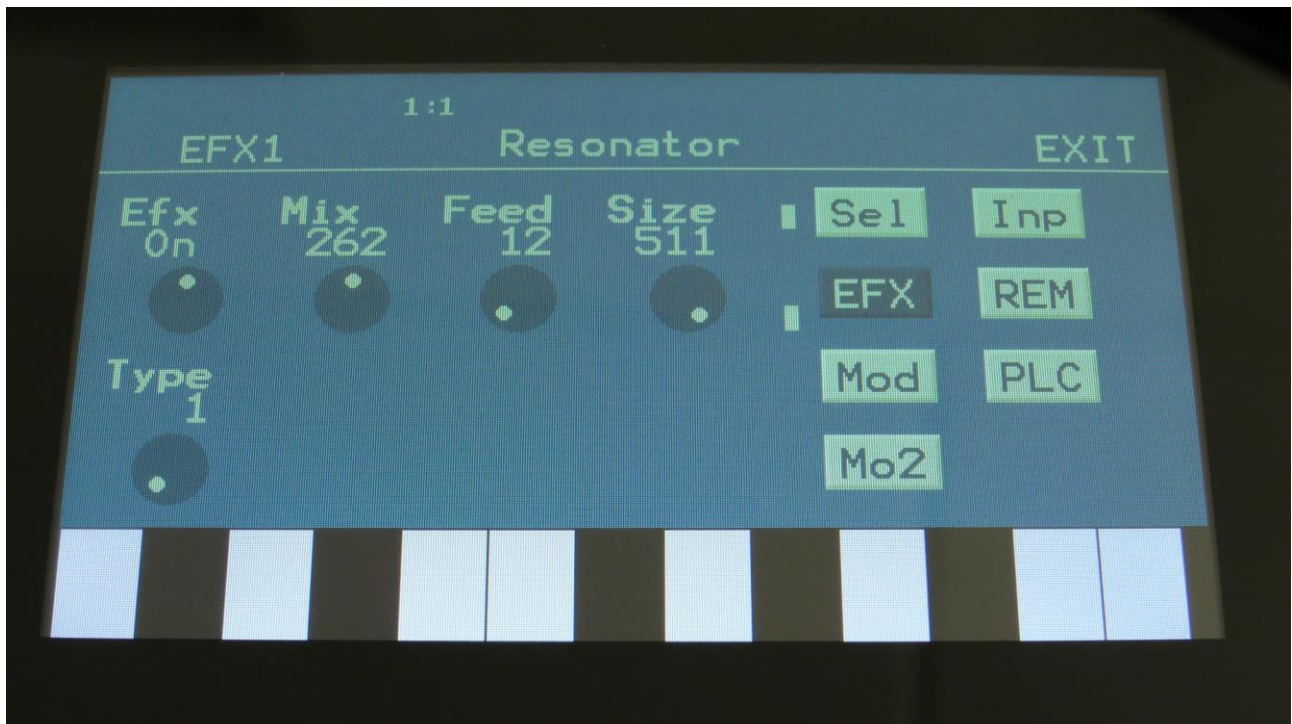 1:1
EFX1 Resonator EXIT
Efx Mix Feed Size Sel Inp
On 262 12 511
EFX REM
Type Mod PLC
1
Mo2